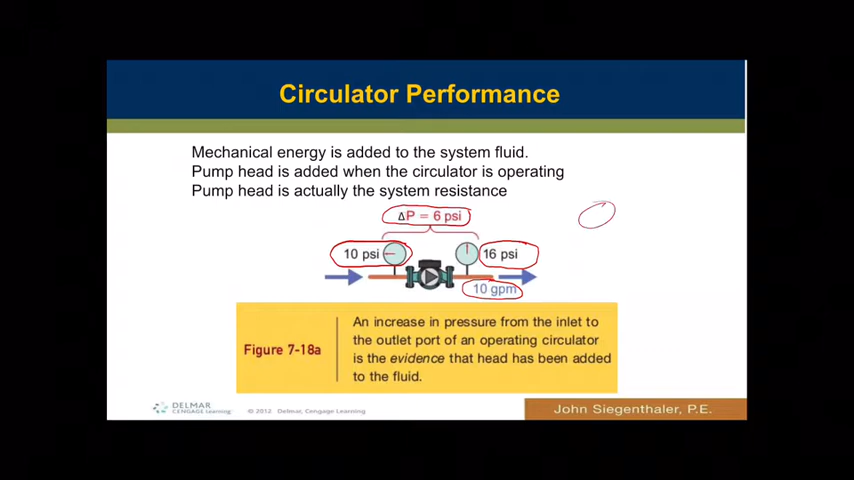 Circulator Performance
Mechanical energy is added to the system fluid.
Pump head is added when the circulator is operating
Pump head is actually the system resistance
ΔP = 6 psi
10 psi
16 psi
10 gpm
Figure 7-18a
An increase in pressure from the inlet to
the outlet port of an operating circulator
is the evidence that head has been added
to the fluid.
DELMAR
CENGAGE Learning
© 2012 Delmar, Cengage Learning
John Siegenthaler, P.E.